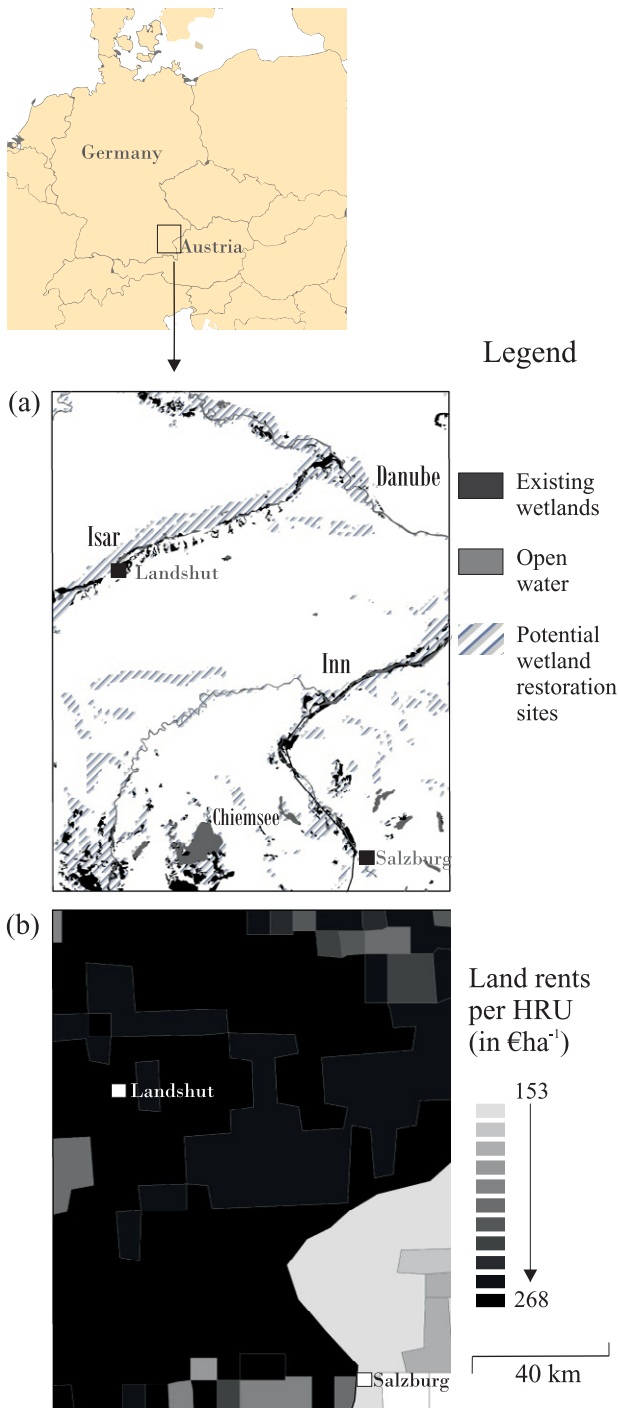 Germany
Austria
Legend
(a)
Danube
Isar
Landshut
Inn
Chiemsee
Salzburg
Existing
wetlands
Open
water
Potential
wetland
restoration
sites
(b)
Landshut
Salzburg
Land rents
per HRU
(in €ha⁻¹)
153
268
40 km